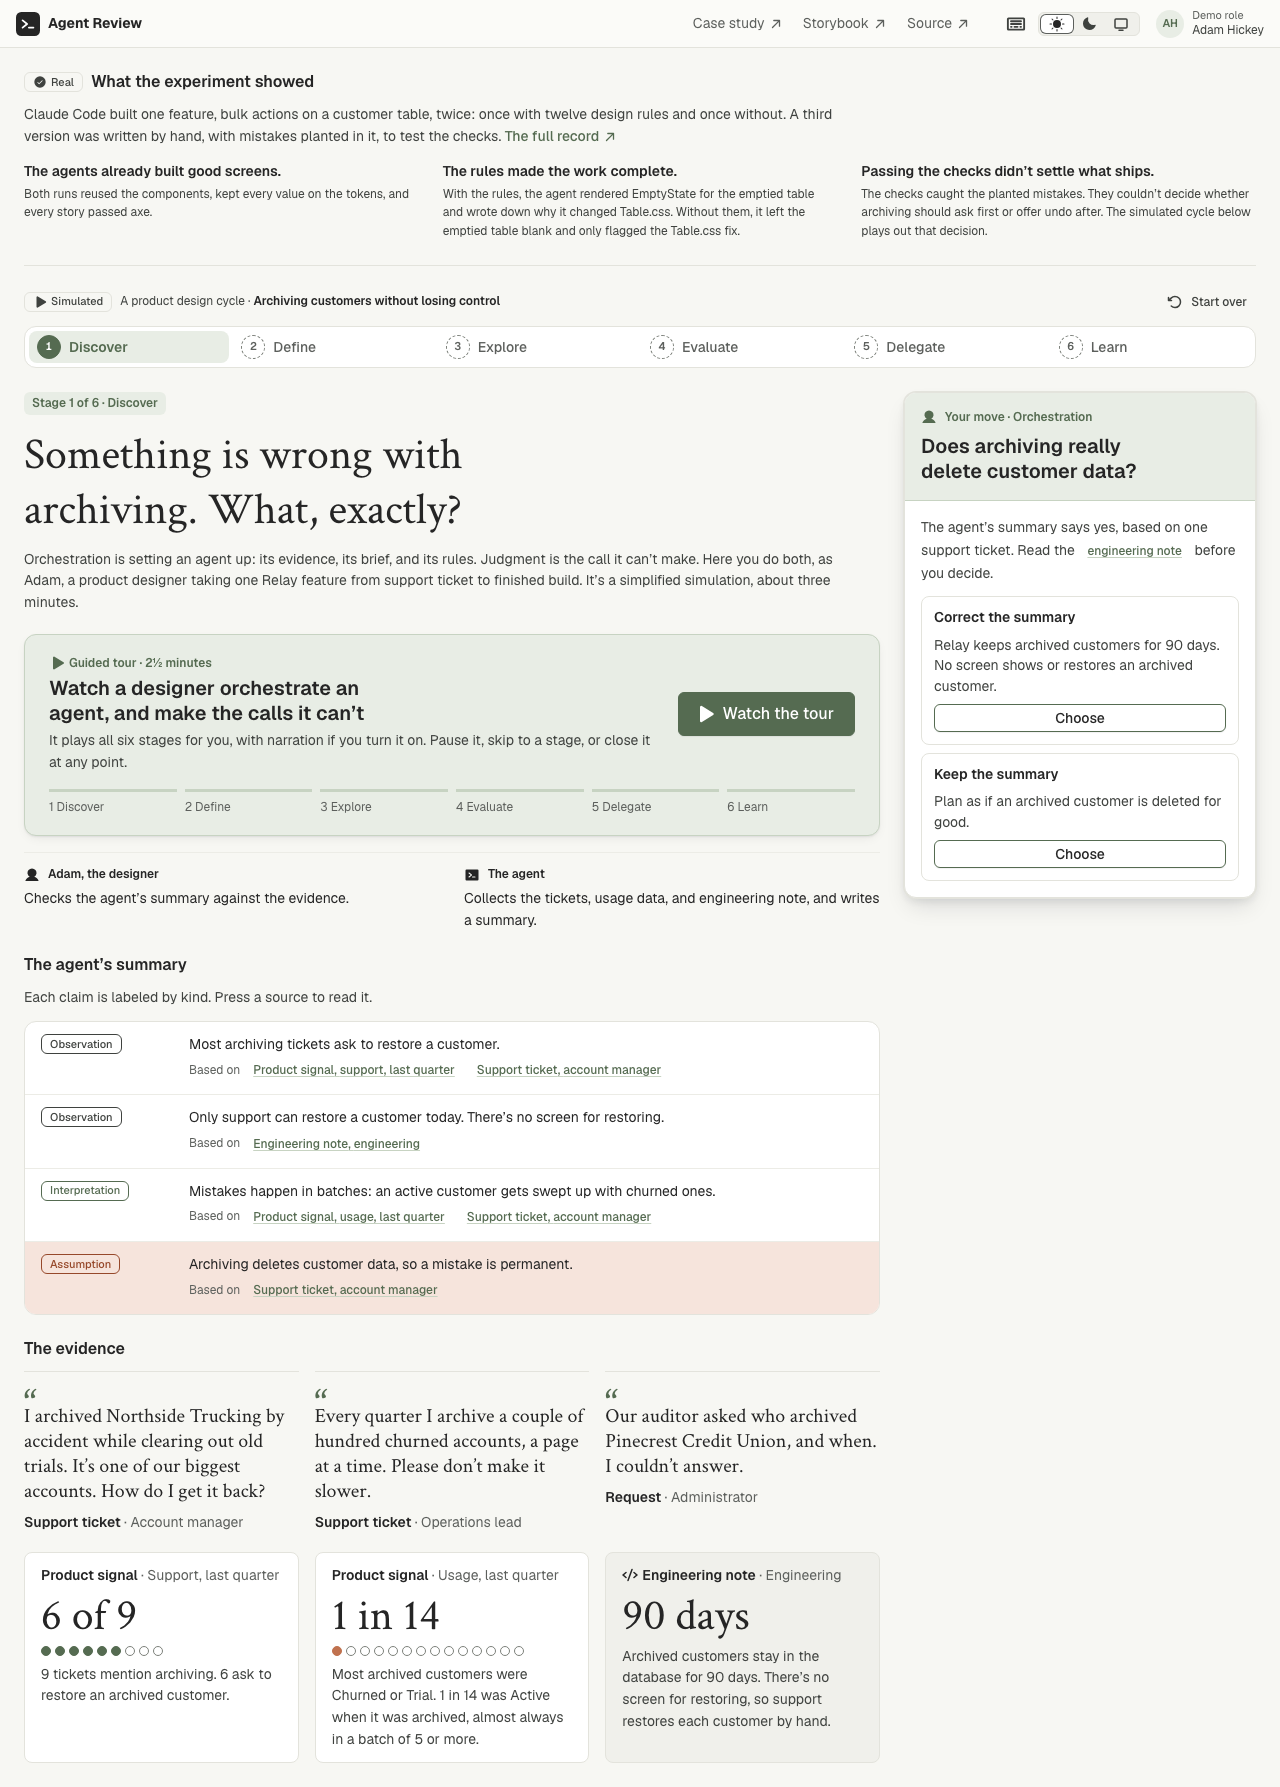 Agent Review
Case study
Storybook
Source
AH
Demo role
Adam Hickey
Real
What the experiment showed
Claude Code built one feature, bulk actions on a customer table, twice: once with twelve design rules and once without. A third
version was written by hand, with mistakes planted in it, to test the checks. The full record
The agents already built good screens.
Both runs reused the components, kept every value on the tokens, and
every story passed axe.
The rules made the work complete.
With the rules, the agent rendered EmptyState for the emptied table
and wrote down why it changed Table.css. Without them, it left the
emptied table blank and only flagged the Table.css fix.
Passing the checks didn’t settle what ships.
The checks caught the planted mistakes. They couldn’t decide whether
archiving should ask first or offer undo after. The simulated cycle below
plays out that decision.
Simulated
A product design cycle · Archiving customers without losing control
Start over
1 Discover
2 Define
3 Explore
4 Evaluate
5 Delegate
6 Learn
Stage 1 of 6 · Discover
Something is wrong with
archiving. What, exactly?
Orchestration is setting an agent up: its evidence, its brief, and its rules. Judgment is the call it can’t make. Here you do both, as
Adam, a product designer taking one Relay feature from support ticket to finished build. It’s a simplified simulation, about three
minutes.
Guided tour · 2½ minutes
Watch a designer orchestrate an
agent, and make the calls it can’t
It plays all six stages for you, with narration if you turn it on. Pause it, skip to a stage, or close it
at any point.
Watch the tour
1 Discover
2 Define
3 Explore
4 Evaluate
5 Delegate
6 Learn
Adam, the designer
Checks the agent’s summary against the evidence.
The agent
Collects the tickets, usage data, and engineering note, and writes
a summary.
Your move · Orchestration
Does archiving really
delete customer data?
The agent’s summary says yes, based on one
support ticket. Read the engineering note before
you decide.
Correct the summary
Relay keeps archived customers for 90 days.
No screen shows or restores an archived
customer.
Choose
Keep the summary
Plan as if an archived customer is deleted for
good.
Choose
The agent’s summary
Each claim is labeled by kind. Press a source to read it.
Observation
Most archiving tickets ask to restore a customer.
Based on Product signal, support, last quarter Support ticket, account manager
Observation
Only support can restore a customer today. There’s no screen for restoring.
Based on Engineering note, engineering
Interpretation
Mistakes happen in batches: an active customer gets swept up with churned ones.
Based on Product signal, usage, last quarter Support ticket, account manager
Assumption
Archiving deletes customer data, so a mistake is permanent.
Based on Support ticket, account manager
The evidence
“
I archived Northside Trucking by
accident while clearing out old
trials. It’s one of our biggest
accounts. How do I get it back?
Support ticket · Account manager
“
Every quarter I archive a couple of
hundred churned accounts, a page
at a time. Please don’t make it
slower.
Support ticket · Operations lead
“
Our auditor asked who archived
Pinecrest Credit Union, and when.
I couldn’t answer.
Request · Administrator
Product signal · Support, last quarter
6 of 9
9 tickets mention archiving. 6 ask to
restore an archived customer.
Product signal · Usage, last quarter
1 in 14
Most archived customers were
Churned or Trial. 1 in 14 was Active
when it was archived, almost always
in a batch of 5 or more.
Engineering note · Engineering
90 days
Archived customers stay in the
database for 90 days. There’s no
screen for restoring, so support
restores each customer by hand.